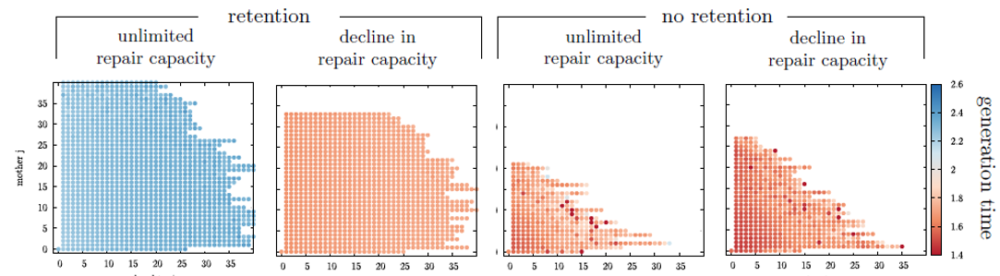 retention
no retention
unlimited
repair capacity
decline in
repair capacity
unlimited
repair capacity
decline in
repair capacity
mother j
35
30
25
20
15
10
5
0
0 5 10 15 20 25 30 35
0 5 10 15 20 25 30 35
0 5 10 15 20 25 30 35
0 5 10 15 20 25 30 35
2.6
2.4
2.2
2
1.8
1.6
1.4
generation time